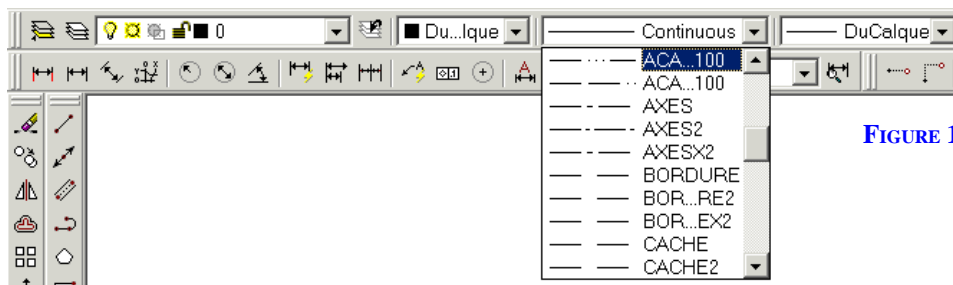 0 Du...lque Continuous DuCalque
ACA...100
ACA...100
AXES
AXES2
AXESX2
BORDURE
BOR...RE2
BOR...EX2
CACHE
CACHE2
FIGURE 1